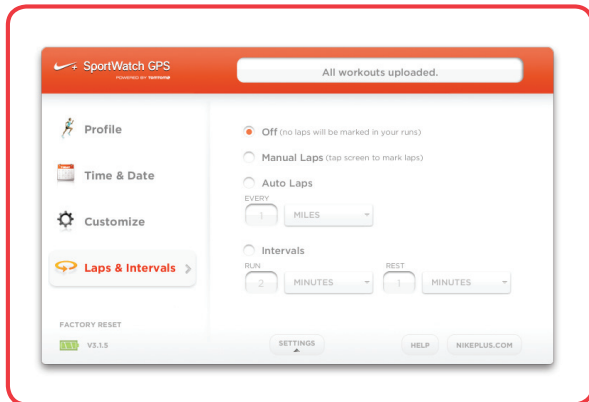 SportWatch GPS
POWERED BY TOMTOM
All workouts uploaded.
Profile
Time & Date
Customize
Laps & Intervals
FACTORY RESET
V3.1.5
Off (no laps will be marked in your runs)
Manual Laps (tap screen to mark laps)
Auto Laps
EVERY
1 MILES
Intervals
RUN REST
2 MINUTES 1 MINUTES
SETTINGS HELP NIKEPLUS.COM